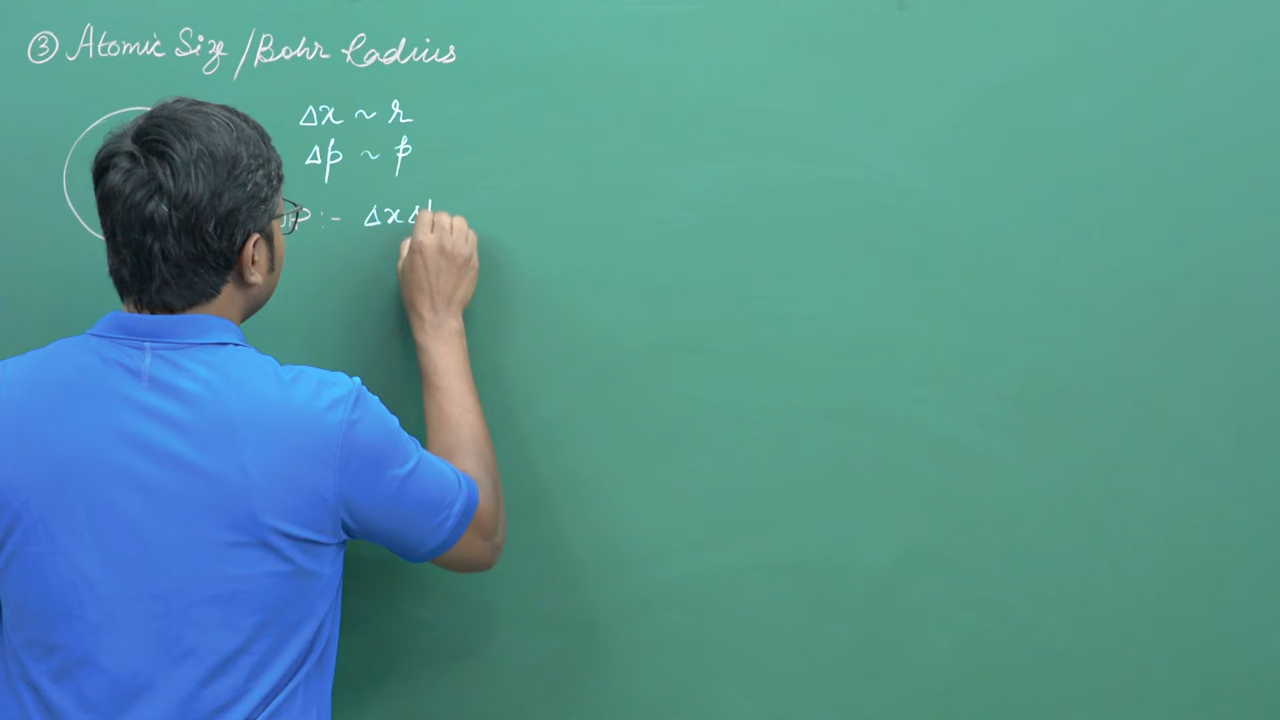 ③ Atomic Size / Bohr Radius
Δx ~ r
Δp ~ p
:- Δx Δ